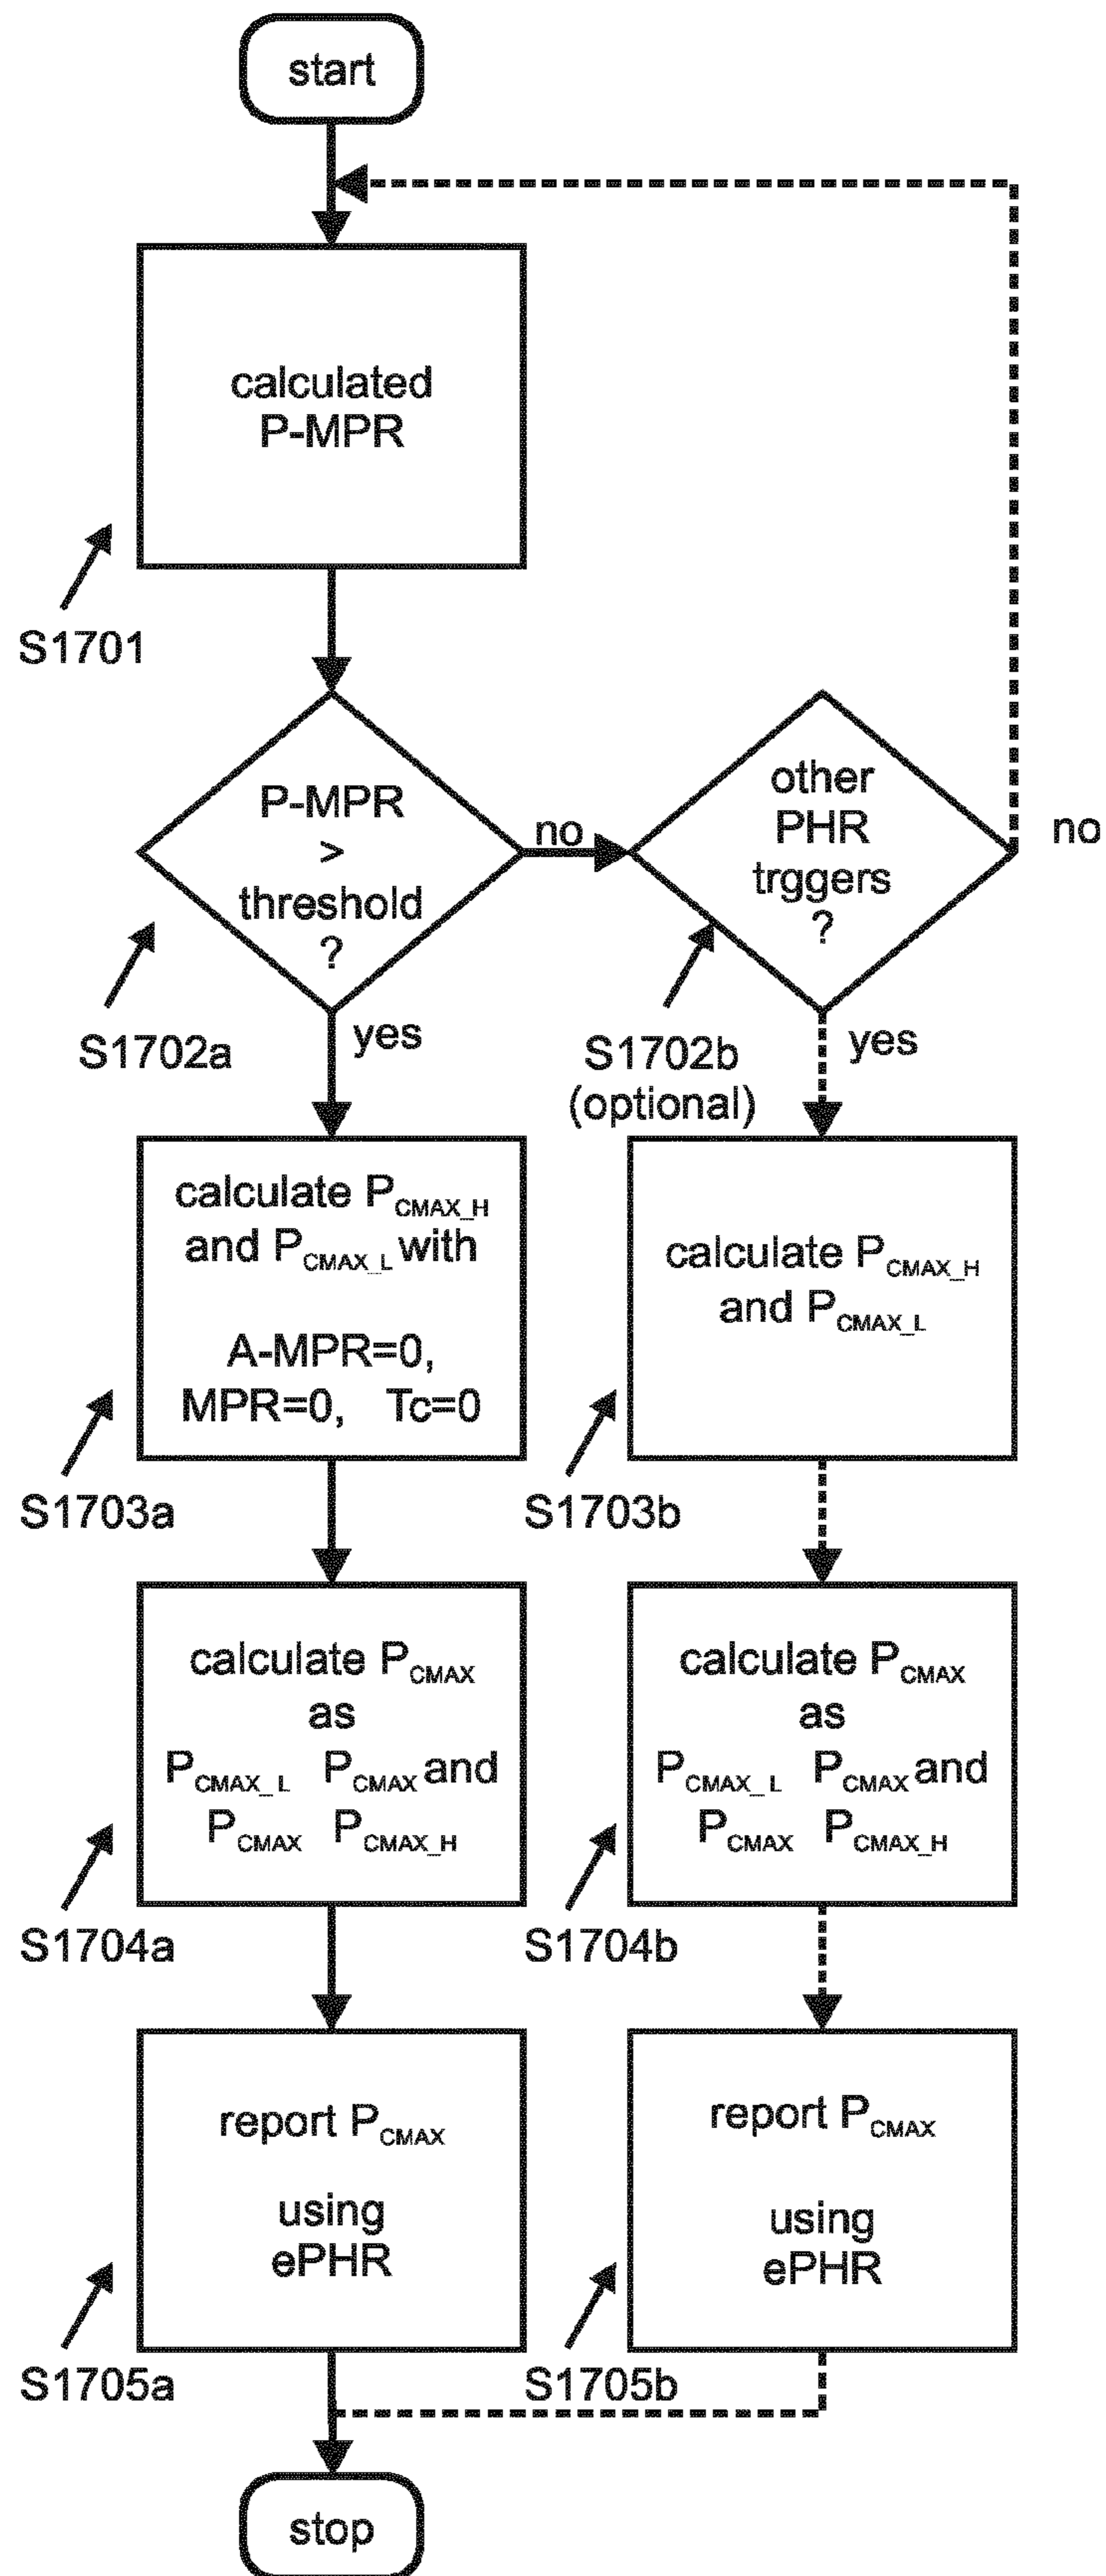 start
calculated
P-MPR
S1701
P-MPR
>
threshold
?
no
other
PHR
trggers
?
no
S1702a
yes
S1702b
(optional)
yes
calculate PCMAX_H
and PCMAX_L with
A-MPR=0,
MPR=0, Tc=0
S1703a
calculate PCMAX_H
and PCMAX_L
S1703b
calculate PCMAX
as
PCMAX_L PCMAX and
PCMAX PCMAX_H
S1704a
calculate PCMAX
as
PCMAX_L PCMAX and
PCMAX PCMAX_H
S1704b
report PCMAX
using
ePHR
S1705a
report PCMAX
using
ePHR
S1705b
stop